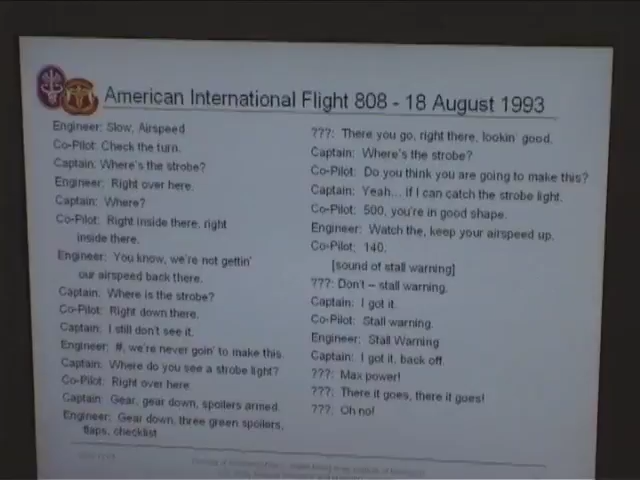 American International Flight 808 - 18 August 1993
Engineer: Slow, Airspeed
Co-Pilot: Check the turn.
Captain: Where's the strobe?
Engineer: Right over here.
Captain: Where?
Co-Pilot: Right inside there, right
inside there.
Engineer: You know, we're not gettin'
our airspeed back there.
Captain: Where is the strobe?
Co-Pilot: Right down there.
Captain: I still don't see it.
Engineer: #, we're never goin' to make this.
Captain: Where do you see a strobe light?
Co-Pilot: Right over here.
Captain: Gear, gear down, spoilers armed.
Engineer: Gear down, three green spoilers,
flaps, checklist
???: There you go, right there, lookin' good.
Captain: Where's the strobe?
Co-Pilot: Do you think you are going to make this?
Captain: Yeah... If I can catch the strobe light.
Co-Pilot: 500, you're in good shape.
Engineer: Watch the, keep your airspeed up.
Co-Pilot: 140.
[sound of stall warning]
???: Don't – stall warning.
Captain: I got it.
Co-Pilot: Stall warning.
Engineer: Stall Warning
Captain: I got it, back off.
???: Max power!
???: There it goes, there it goes!
???: Oh no!